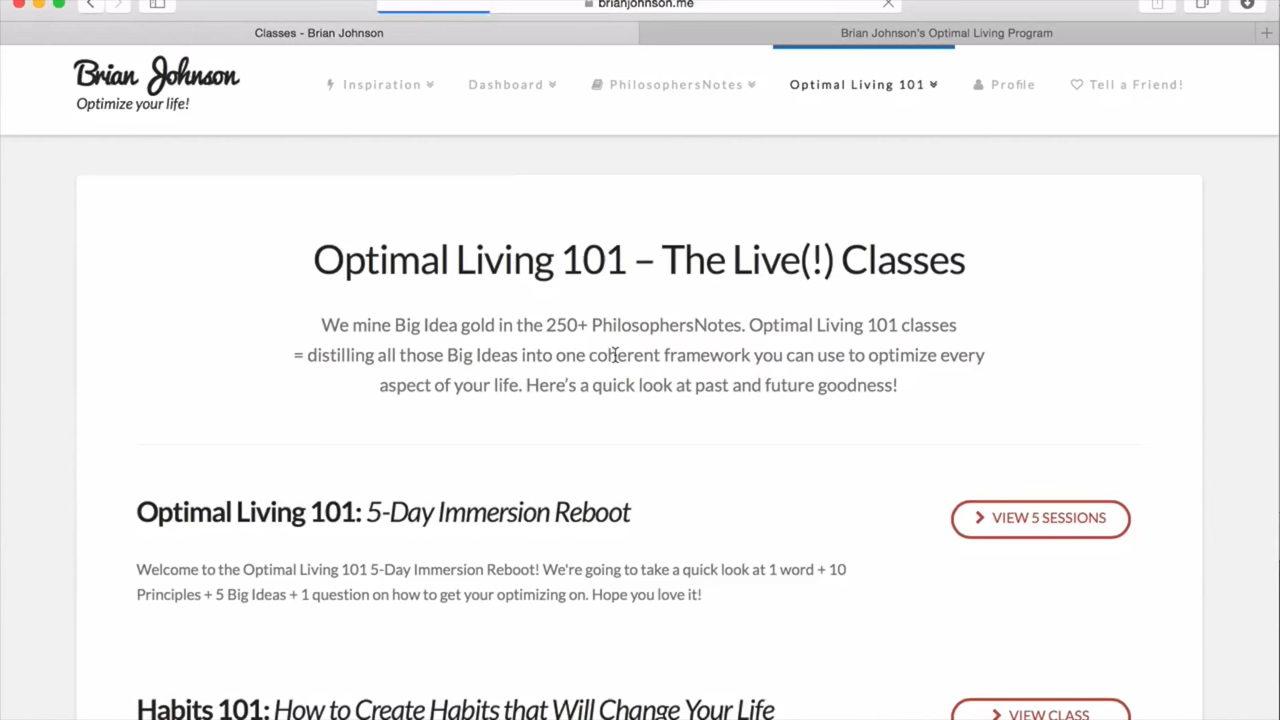 brianjohnson.me
Classes - Brian Johnson
Brian Johnson's Optimal Living Program
Brian Johnson
Optimize your life!
Inspiration
Dashboard
PhilosophersNotes
Optimal Living 101
Profile
Tell a Friend!
Optimal Living 101 – The Live(!) Classes
We mine Big Idea gold in the 250+ PhilosophersNotes. Optimal Living 101 classes
= distilling all those Big Ideas into one coherent framework you can use to optimize every
aspect of your life. Here's a quick look at past and future goodness!
Optimal Living 101: 5-Day Immersion Reboot
VIEW 5 SESSIONS
Welcome to the Optimal Living 101 5-Day Immersion Reboot! We're going to take a quick look at 1 word + 10
Principles + 5 Big Ideas + 1 question on how to get your optimizing on. Hope you love it!
Habits 101: How to Create Habits that Will Change Your Life
VIEW CLASS